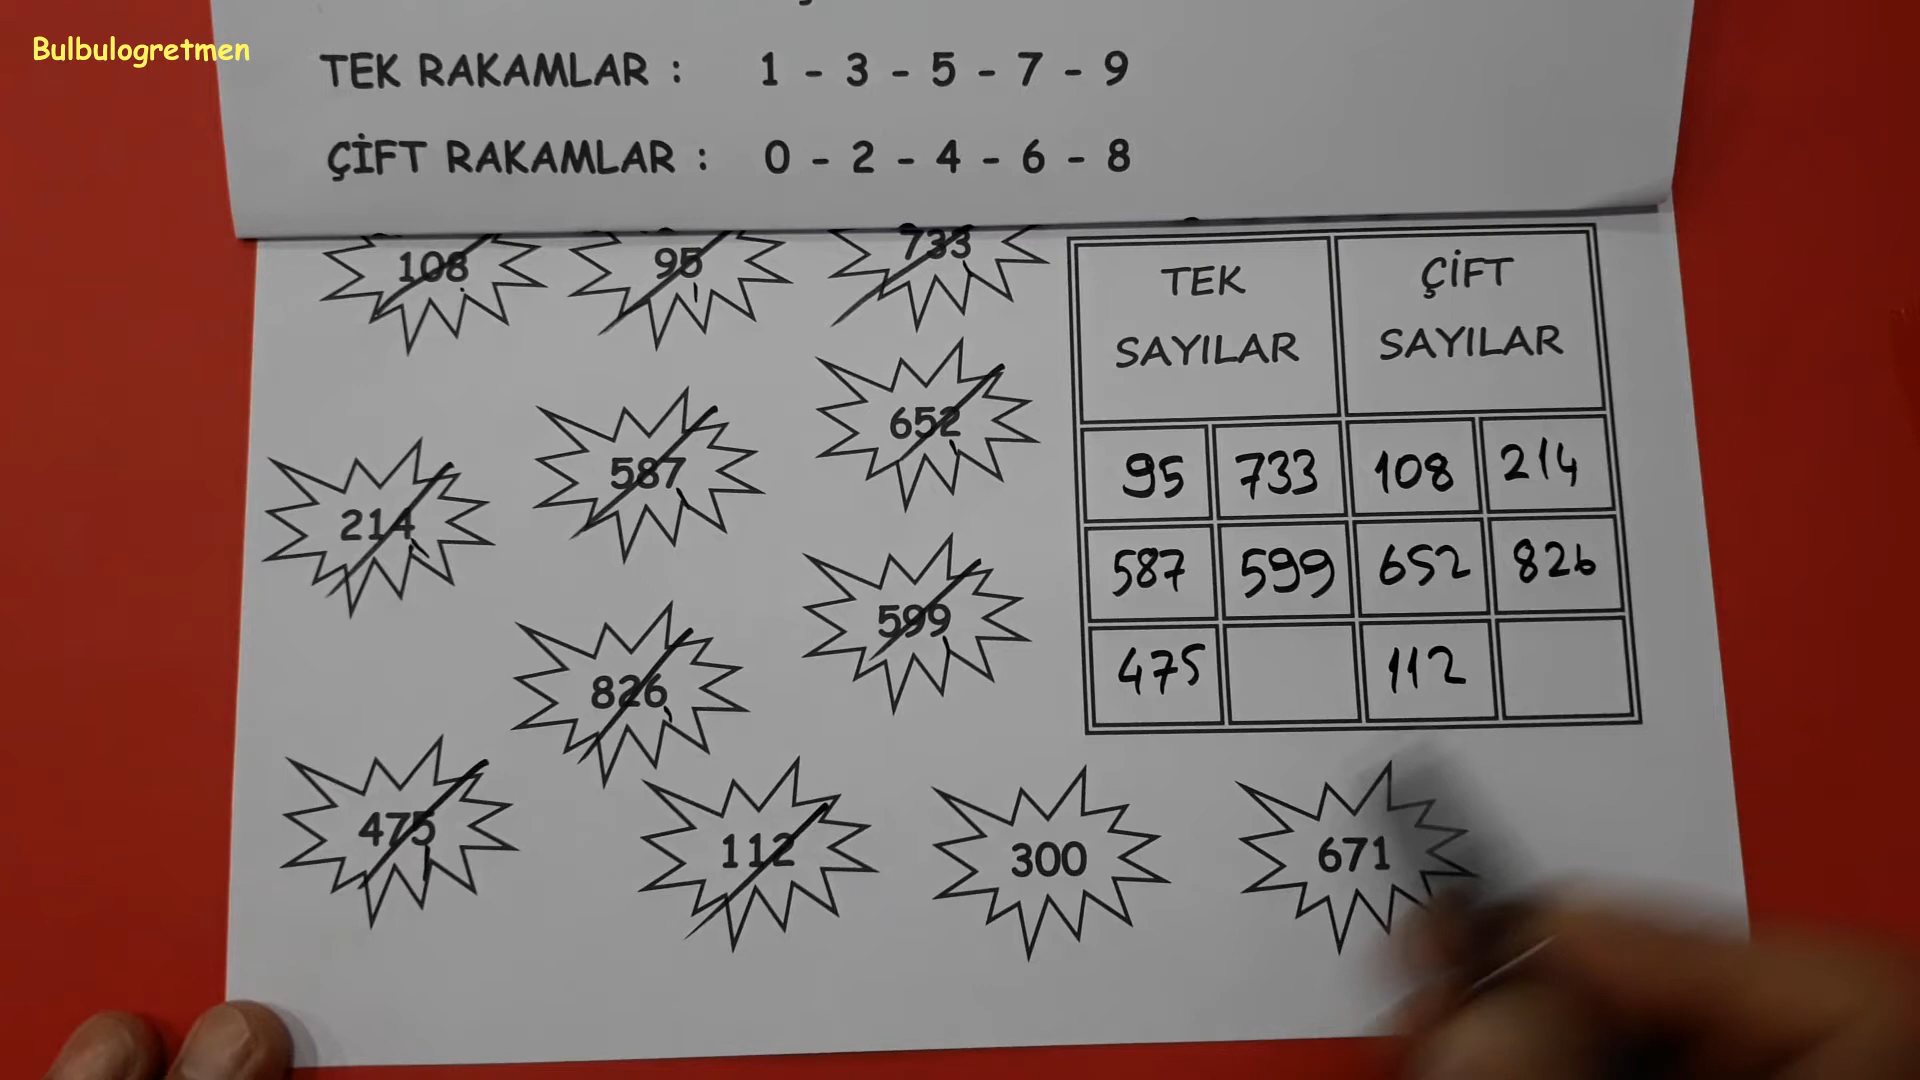 Bulbulogretmen
TEK RAKAMLAR : 1 - 3 - 5 - 7 - 9
ÇİFT RAKAMLAR : 0 - 2 - 4 - 6 - 8
108 95 733
652
587
214
599
826
475 112 300 671
TEK SAYILAR
ÇİFT SAYILAR
95 733 108 214
587 599 652 826
475 112